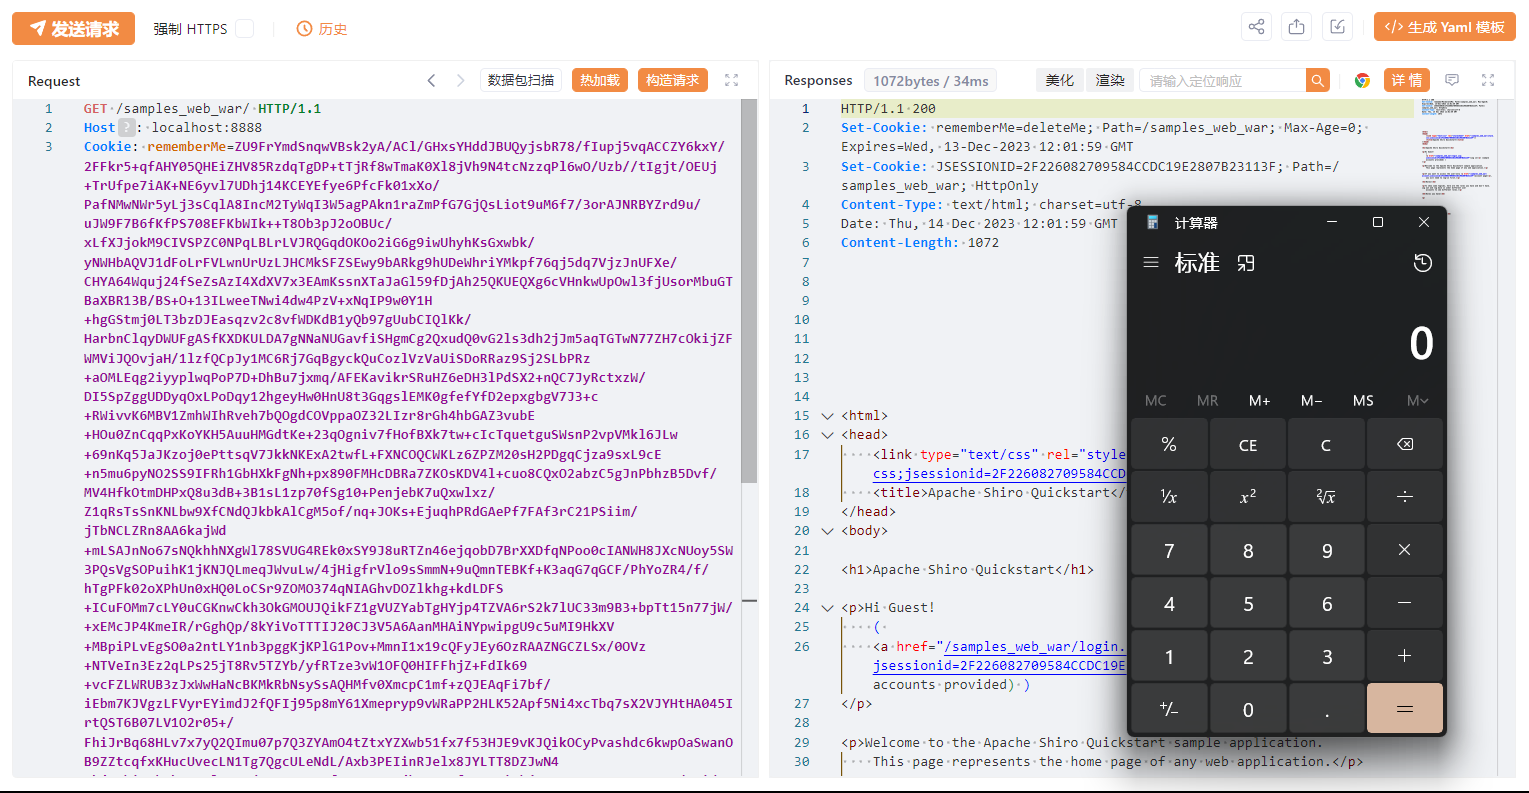 发送请求 强制 HTTPS 历史 </> 生成 Yaml 模板
Request 数据包扫描 热加载 构造请求
1 GET /samples_web_war/ HTTP/1.1
2 Host ? : localhost:8888
3 Cookie: rememberMe=ZU9FrYmdSnqwVBsk2yA/ACl/GHxsYHddJBUQyjsbR78/fIupj5vqACCZY6kxY/
2FFkr5+qfAHY05QHEiZHV85RzdqTgDP+tTjRf8wTmaK0Xl8jVh9N4tcNzzqPl6wO/Uzb//tIgjt/OEUj
+TrUfpe7iAK+NE6yvl7UDhj14KCEYEfye6PfcFk01xXo/
PafNMwNWr5yLj3sCqlA8IncM2TyWqI3W5agPAkn1raZmPfG7GjQsLiot9uM6f7/3orAJNRBYZrd9u/
uJW9F7B6fKfPS708EFKbWIk++T8Ob3pJ2oOBUc/
xLfXJjokM9CIVSPZC0NPqLBLrLVJRQGqdOKOo2iG6g9iwUhyhKsGxwbk/
yNWHbAQVJ1dFoLrFVLwnUrUzLJHCMkSFZSEwy9bARkg9hUDeWhriYMkpf76qj5dq7VjzJnUFXe/
CHYA64Wquj24fSeZsAzI4XdXV7x3EAmKssnXTaJaGl59fDjAh25QKUEQXg6cVHnkwUpOwl3fjUsorMbuGT
BaXBR13B/BS+O+13ILweeTNwi4dw4PzV+xNqIP9w0Y1H
+hgGStmj0LT3bzDJEasqzv2c8vfWDKdB1yQb97gUubCIQlKk/
HarbnClqyDWUFgASfKXDKULDA7gNNaNUGavfiSHgmCg2QxudQ0vG2ls3dh2jJm5aqTGTwN77ZH7cOkijZF
WMViJQOvjaH/1lzfQCpJy1MC6Rj7GqBgyckQuCozlVzVaUiSDoRRaz9Sj2SLbPRz
+aOMLEqg2iyyplwqPoP7D+DhBu7jxmq/AFEKavikrSRuHZ6eDH3lPdSX2+nQC7JyRctxzW/
DI5SpZggUDDyqOxLPoDqy12hgeyHw0HnU8t3GqgslEMK0gfefYfD2epxgbgV7J3+c
+RWivvK6MBV1ZmhWIhRveh7bQOgdCOVppaOZ32LIzr8rGh4hbGAZ3vubE
+HOu0ZnCqqPxKoYKH5AuuHMGdtKe+23qOgniv7fHofBXk7tw+cIcTquetguSWsnP2vpVMkl6JLw
+69nKq5JaJKzoj0ePttsqV7JkkNKExA2twfL+FXNCOQCWKLz6ZPZM20sH2PDgqCjza9sxL9cE
+n5mu6pyNO2SS9IFRh1GbHXkFgNh+px890FMHcDBRa7ZKOsKDV4l+cuo8CQxO2abzC5gJnPbhzB5Dvf/
MV4HfkOtmDHPxQ8u3dB+3B1sL1zp70fSg10+PenjebK7uQxwlxz/
Z1qRsTsSnKNLbw9XfCNdQJkbkAlCgM5of/nq+JOKs+EjuqhPRdGAePf7FAf3rC21PSiim/
jTbNCLZRn8AA6kajWd
+mLSAJnNo67sNQkhhNXgWl78SVUG4REk0xSY9J8uRTZn46ejqobD7BrXXDfqNPoo0cIANWH8JXcNUoy5SW
3PQsVgSOPuihK1jKNJQLmeqJWvuLw/4jHigfrVlo9sSmmN+9uQmnTEBKf+K3aqG7qGCF/PhYoZR4/f/
hTgPFk02oXPhUn0xHQ0LoCSr9ZOMO374qNIAGhvDOZlkhg+kdLDFS
+ICuFOMm7cLY0uCGKnwCkh3OkGMOUJQikFZ1gVUZYabTgHYjp4TZVA6rS2k7lUC33m9B3+bpTt15n77jW/
+xEMcJP4KmeIR/rGghQp/8kYiVoTTTIJ20CJ3V5A6AanMHAiNYpwipgU9c5uMI9HkXV
+MBpiPLvEgSO0a2ntLY1nb3pggKjKPlG1Pov+MmnI1x19cQFyJEy6OzRAAZNGCZLSx/0OVz
+NTVeIn3Ez2qLPs25jT8Rv5TZYb/yfRTze3vW1OFQ0HIFFhjZ+FdIk69
+vcFZLWRUB3zJxWwHaNcBKMkRbNsySsAQHMfv0XmcpC1mf+zQJEAqFi7bf/
iEbm7KJVgzLFVyrEYimdJ2fQFIj95p8mY61Xmepryp9vWRaPP2HLK52Apf5Ni4xcTbq7sX2VJYHtHA045I
rtQST6B07LV1O2r05+/
FhiJrBq68HLv7x7yQ2QImu07p7Q3ZYAmO4tZtxYZXwb51fx7f53HJE9vKJQikOCyPvashdc6kwpOaSwanO
B9ZZtcqfxKHucUvecLN1Tg7QgcULeNdL/Axb3PEIinRJelx8JYLTT8DZJwN4
Responses 1072bytes / 34ms 美化 渲染 请输入定位响应 详 情
1 HTTP/1.1 200
2 Set-Cookie: rememberMe=deleteMe; Path=/samples_web_war; Max-Age=0;
Expires=Wed, 13-Dec-2023 12:01:59 GMT
3 Set-Cookie: JSESSIONID=2F226082709584CCDC19E2807B23113F; Path=/
samples_web_war; HttpOnly
4 Content-Type: text/html; charset=utf-8
5 Date: Thu, 14 Dec 2023 12:01:59 GMT
6 Content-Length: 1072
7
8
9
10
11
12
13
14
15 <html>
16 <head>
17 <link type="text/css" rel="style
css;jsessionid=2F226082709584CCD
18 <title>Apache Shiro Quickstart</
19 </head>
20 <body>
21
22 <h1>Apache Shiro Quickstart</h1>
23
24 <p>Hi Guest!
25 (
26 <a href="/samples_web_war/login.
jsessionid=2F226082709584CCDC19E
accounts provided) )
27 </p>
28
29 <p>Welcome to the Apache Shiro Quickstart sample application.
30 This page represents the home page of any web application.</p>
计算器
标准
0
MC MR M+ M− MS M
% CE C
¹/x x² ²√x ÷
7 8 9 ×
4 5 6 −
1 2 3 +
+/− 0 . =